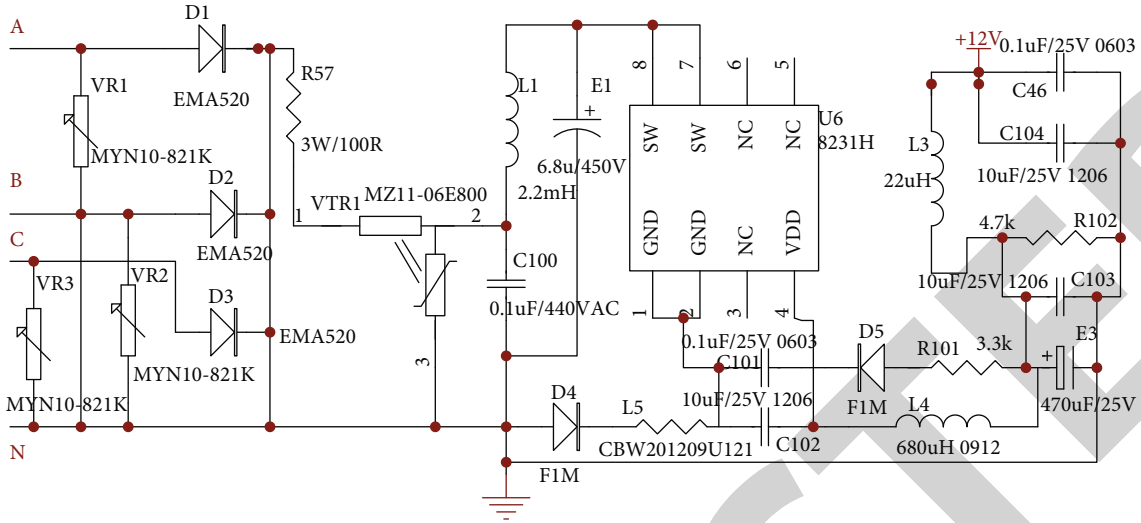 A
D1
+12V
0.1uF/25V 0603
R57
VR1
EMA520
L1
E1
+
8
7
6
5
C46
U6
8231H
SW
SW
NC
NC
C104
3W/100R
MYN10-821K
6.8u/450V
2.2mH
L3
22uH
10uF/25V 1206
B
D2
MZ11-06E800
VTR1
1
2
GND
GND
NC
VDD
4.7k
R102
C
EMA520
VR3
VR2
C100
10uF/25V 1206
C103
D3
EMA520
0.1uF/440VAC
1
2
3
4
0.1uF/25V 0603
D5
3.3k
E3
R101
+
3
C101
MYN10-821K
MYN10-821K
D4
L5
10uF/25V 1206
F1M
L4
470uF/25V
N
CBW201209U121
C102
680uH 0912
F1M
STE